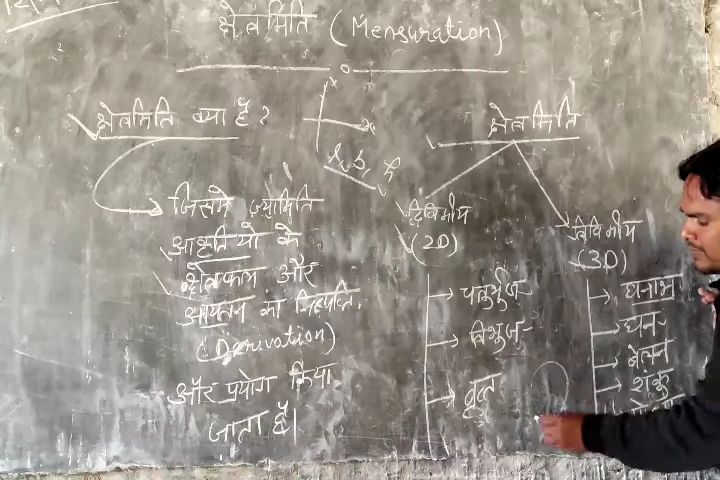 क्षेत्रमिति (Mensuration)
क्षेत्रमिति क्या है ?
जिसमे ज्यामिति
आकृतियो के
क्षेत्रफल और
आयतन का निष्पत्ति,
(Derivation)
और प्रयोग किया
जाता है।
x
l, b, h
क्षेत्रमिति
द्विविमीय
(2D)
चतुर्भुज
त्रिभुज
वृत्त
त्रिविमीय
(3D)
घनाभ
घन
बेलन
शंकु